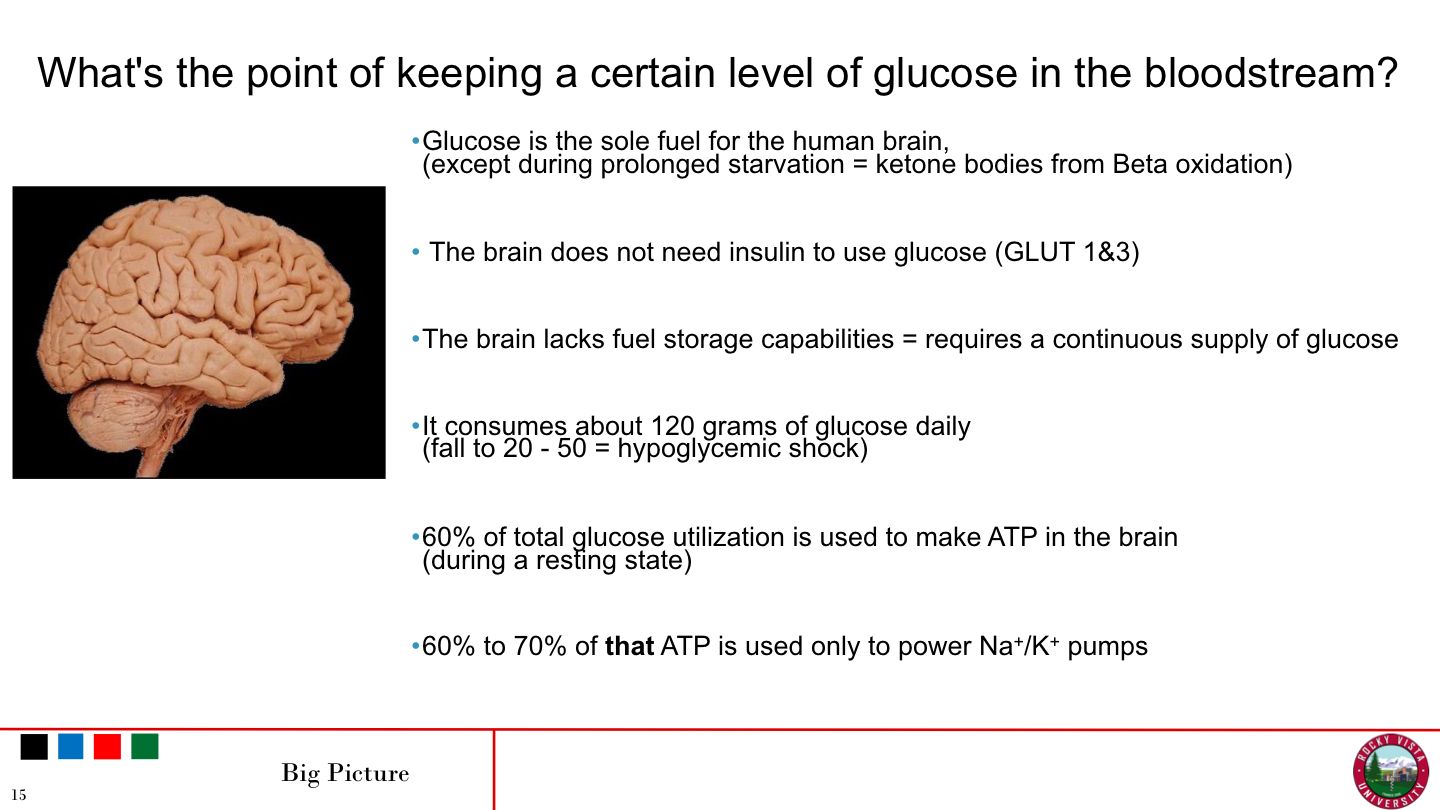 What's the point of keeping a certain level of glucose in the bloodstream?
•Glucose is the sole fuel for the human brain,
(except during prolonged starvation = ketone bodies from Beta oxidation)
• The brain does not need insulin to use glucose (GLUT 1&3)
•The brain lacks fuel storage capabilities = requires a continuous supply of glucose
•It consumes about 120 grams of glucose daily
(fall to 20 - 50 = hypoglycemic shock)
•60% of total glucose utilization is used to make ATP in the brain
(during a resting state)
•60% to 70% of that ATP is used only to power Na⁺/K⁺ pumps
Big Picture
15
ROCKY VISTA
UNIVERSITY